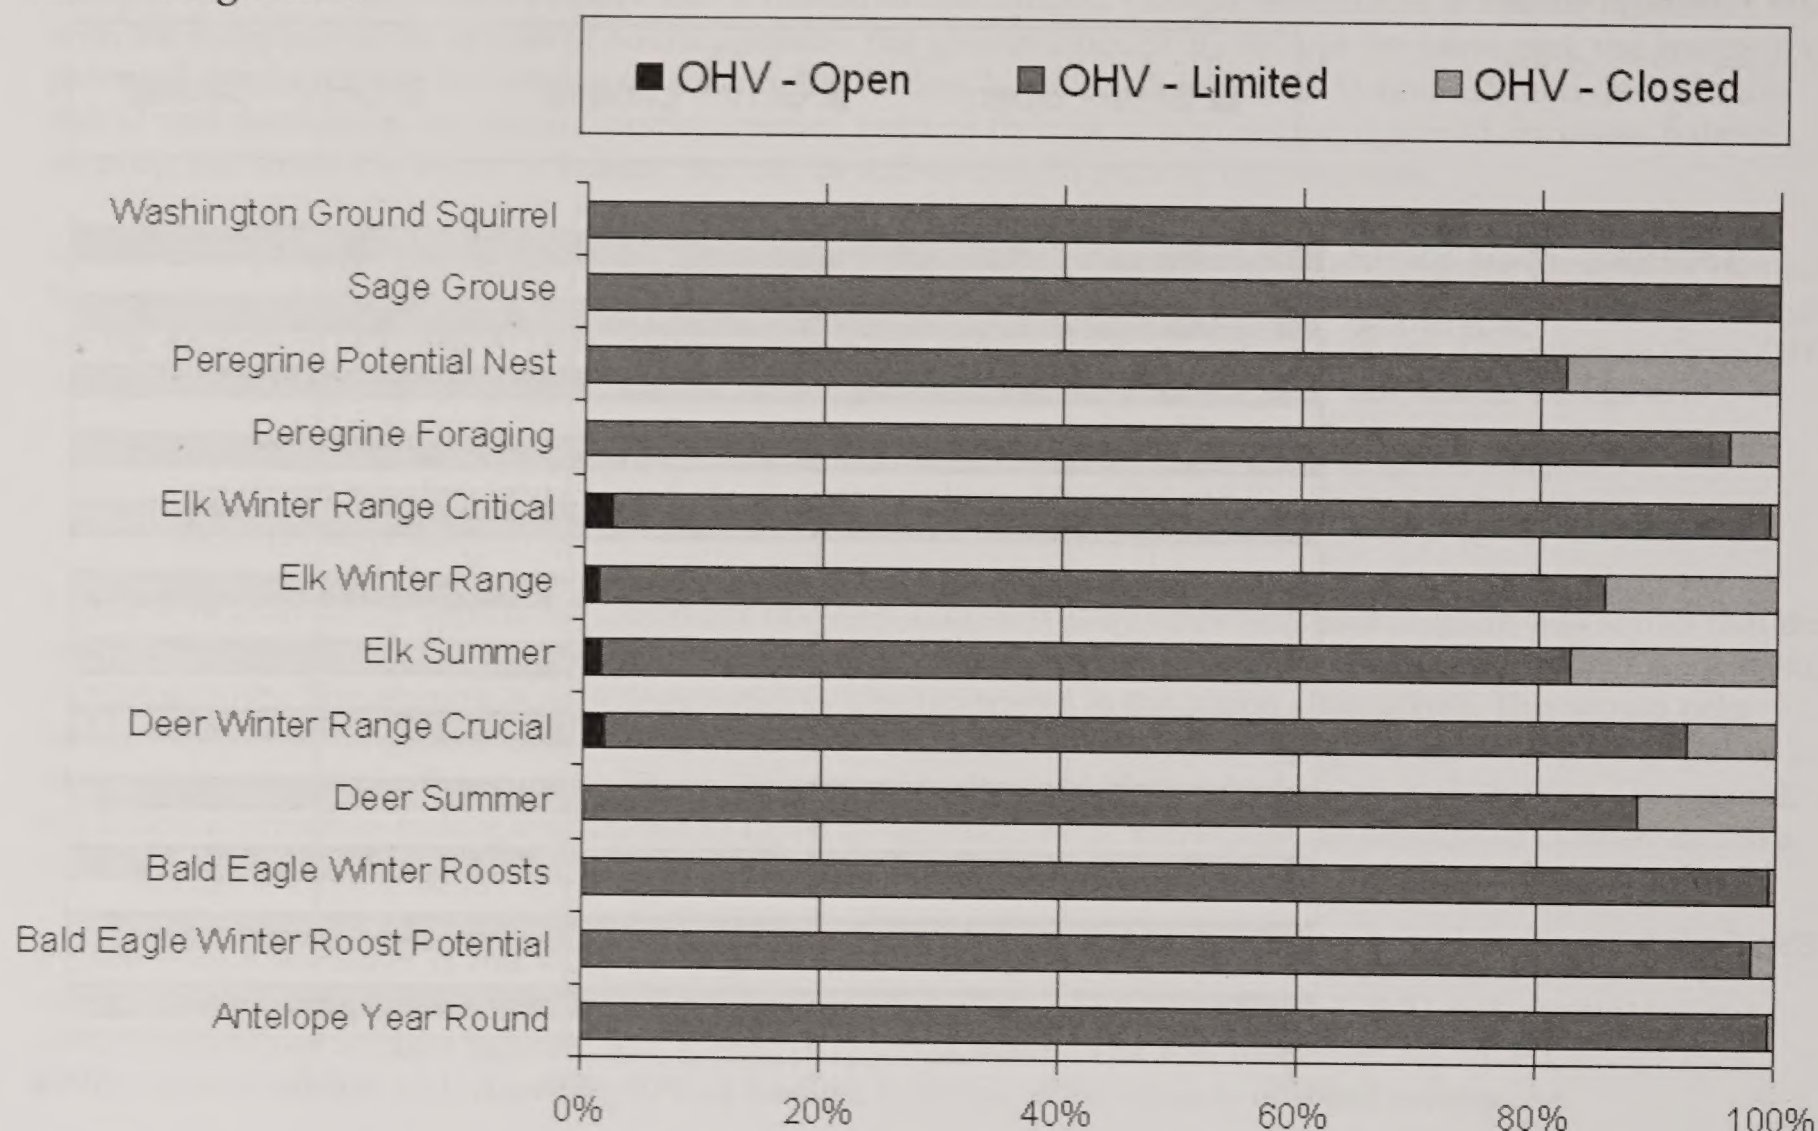 OHV - Open OHV - Limited OHV - Closed
Washington Ground Squirrel
Sage Grouse
Peregrine Potential Nest
Peregrine Foraging
Elk Winter Range Critical
Elk Winter Range
Elk Summer
Deer Winter Range Crucial
Deer Summer
Bald Eagle Winter Roosts
Bald Eagle Winter Roost Potential
Antelope Year Round
0% 20% 40% 60% 80% 100%